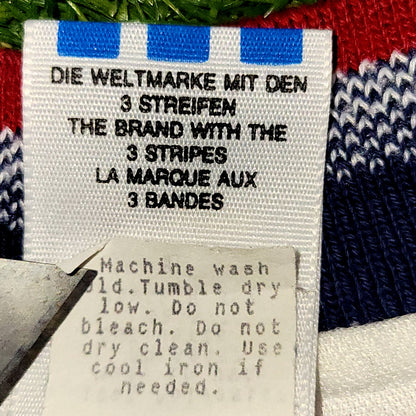 DIE WELTMARKE MIT DEN
3 STREIFEN
THE BRAND WITH THE
3 STRIPES
LA MARQUE AUX
3 BANDES
Machine wash
ld.Tumble dry
low. Do not
bleach. Do not
dry clean. Use
cool iron if
needed.